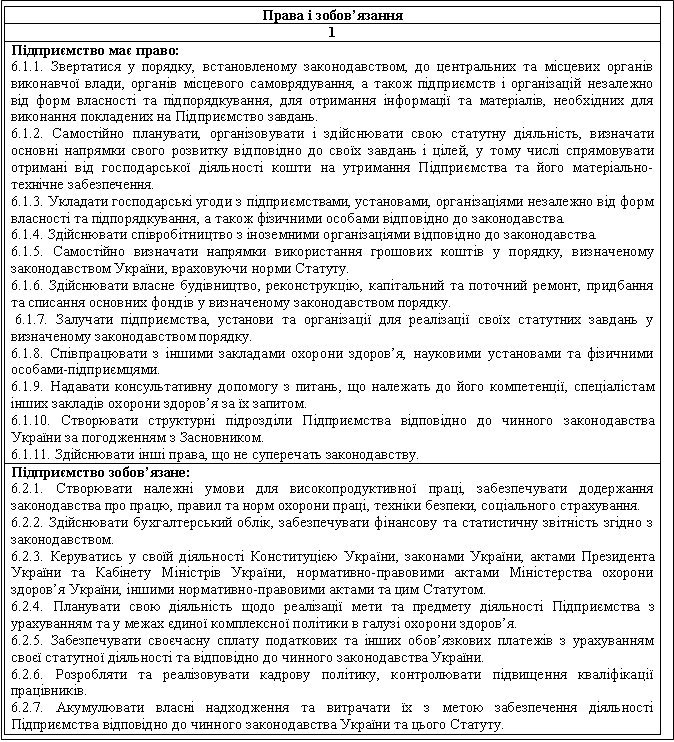 Права і зобов’язання
1
Підприємство має право:
6.1.1. Звертатися у порядку, встановленому законодавством, до центральних та місцевих органів
виконавчої влади, органів місцевого самоврядування, а також підприємств і організацій незалежно
від форм власності та підпорядкування, для отримання інформації та матеріалів, необхідних для
виконання покладених на Підприємство завдань.
6.1.2. Самостійно планувати, організовувати і здійснювати свою статутну діяльність, визначати
основні напрямки свого розвитку відповідно до своїх завдань і цілей, у тому числі спрямовувати
отримані від господарської діяльності кошти на утримання Підприємства та його матеріально-
технічне забезпечення.
6.1.3. Укладати господарські угоди з підприємствами, установами, організаціями незалежно від форм
власності та підпорядкування, а також фізичними особами відповідно до законодавства.
6.1.4. Здійснювати співробітництво з іноземними організаціями відповідно до законодавства.
6.1.5. Самостійно визначати напрямки використання грошових коштів у порядку, визначеному
законодавством України, враховуючи норми Статуту.
6.1.6. Здійснювати власне будівництво, реконструкцію, капітальний та поточний ремонт, придбання
та списання основних фондів у визначеному законодавством порядку.
6.1.7. Залучати підприємства, установи та організації для реалізації своїх статутних завдань у
визначеному законодавством порядку.
6.1.8. Співпрацювати з іншими закладами охорони здоров’я, науковими установами та фізичними
особами-підприємцями.
6.1.9. Надавати консультативну допомогу з питань, що належать до його компетенції, спеціалістам
інших закладів охорони здоров’я за їх запитом.
6.1.10. Створювати структурні підрозділи Підприємства відповідно до чинного законодавства
України за погодженням з Засновником.
6.1.11. Здійснювати інші права, що не суперечать законодавству.
Підприємство зобов’язане:
6.2.1. Створювати належні умови для високопродуктивної праці, забезпечувати додержання
законодавства про працю, правил та норм охорони праці, техніки безпеки, соціального страхування.
6.2.2. Здійснювати бухгалтерський облік, забезпечувати фінансову та статистичну звітність згідно з
законодавством.
6.2.3. Керуватись у своїй діяльності Конституцією України, законами України, актами Президента
України та Кабінету Міністрів України, нормативно-правовими актами Міністерства охорони
здоров’я України, іншими нормативно-правовими актами та цим Статутом.
6.2.4. Планувати свою діяльність щодо реалізації мети та предмету діяльності Підприємства з
урахуванням та у межах єдиної комплексної політики в галузі охорони здоров’я.
6.2.5. Забезпечувати своєчасну сплату податкових та інших обов’язкових платежів з урахуванням
своєї статутної діяльності та відповідно до чинного законодавства України.
6.2.6. Розробляти та реалізовувати кадрову політику, контролювати підвищення кваліфікації
працівників.
6.2.7. Акумулювати власні надходження та витрачати їх з метою забезпечення діяльності
Підприємства відповідно до чинного законодавства України та цього Статуту.